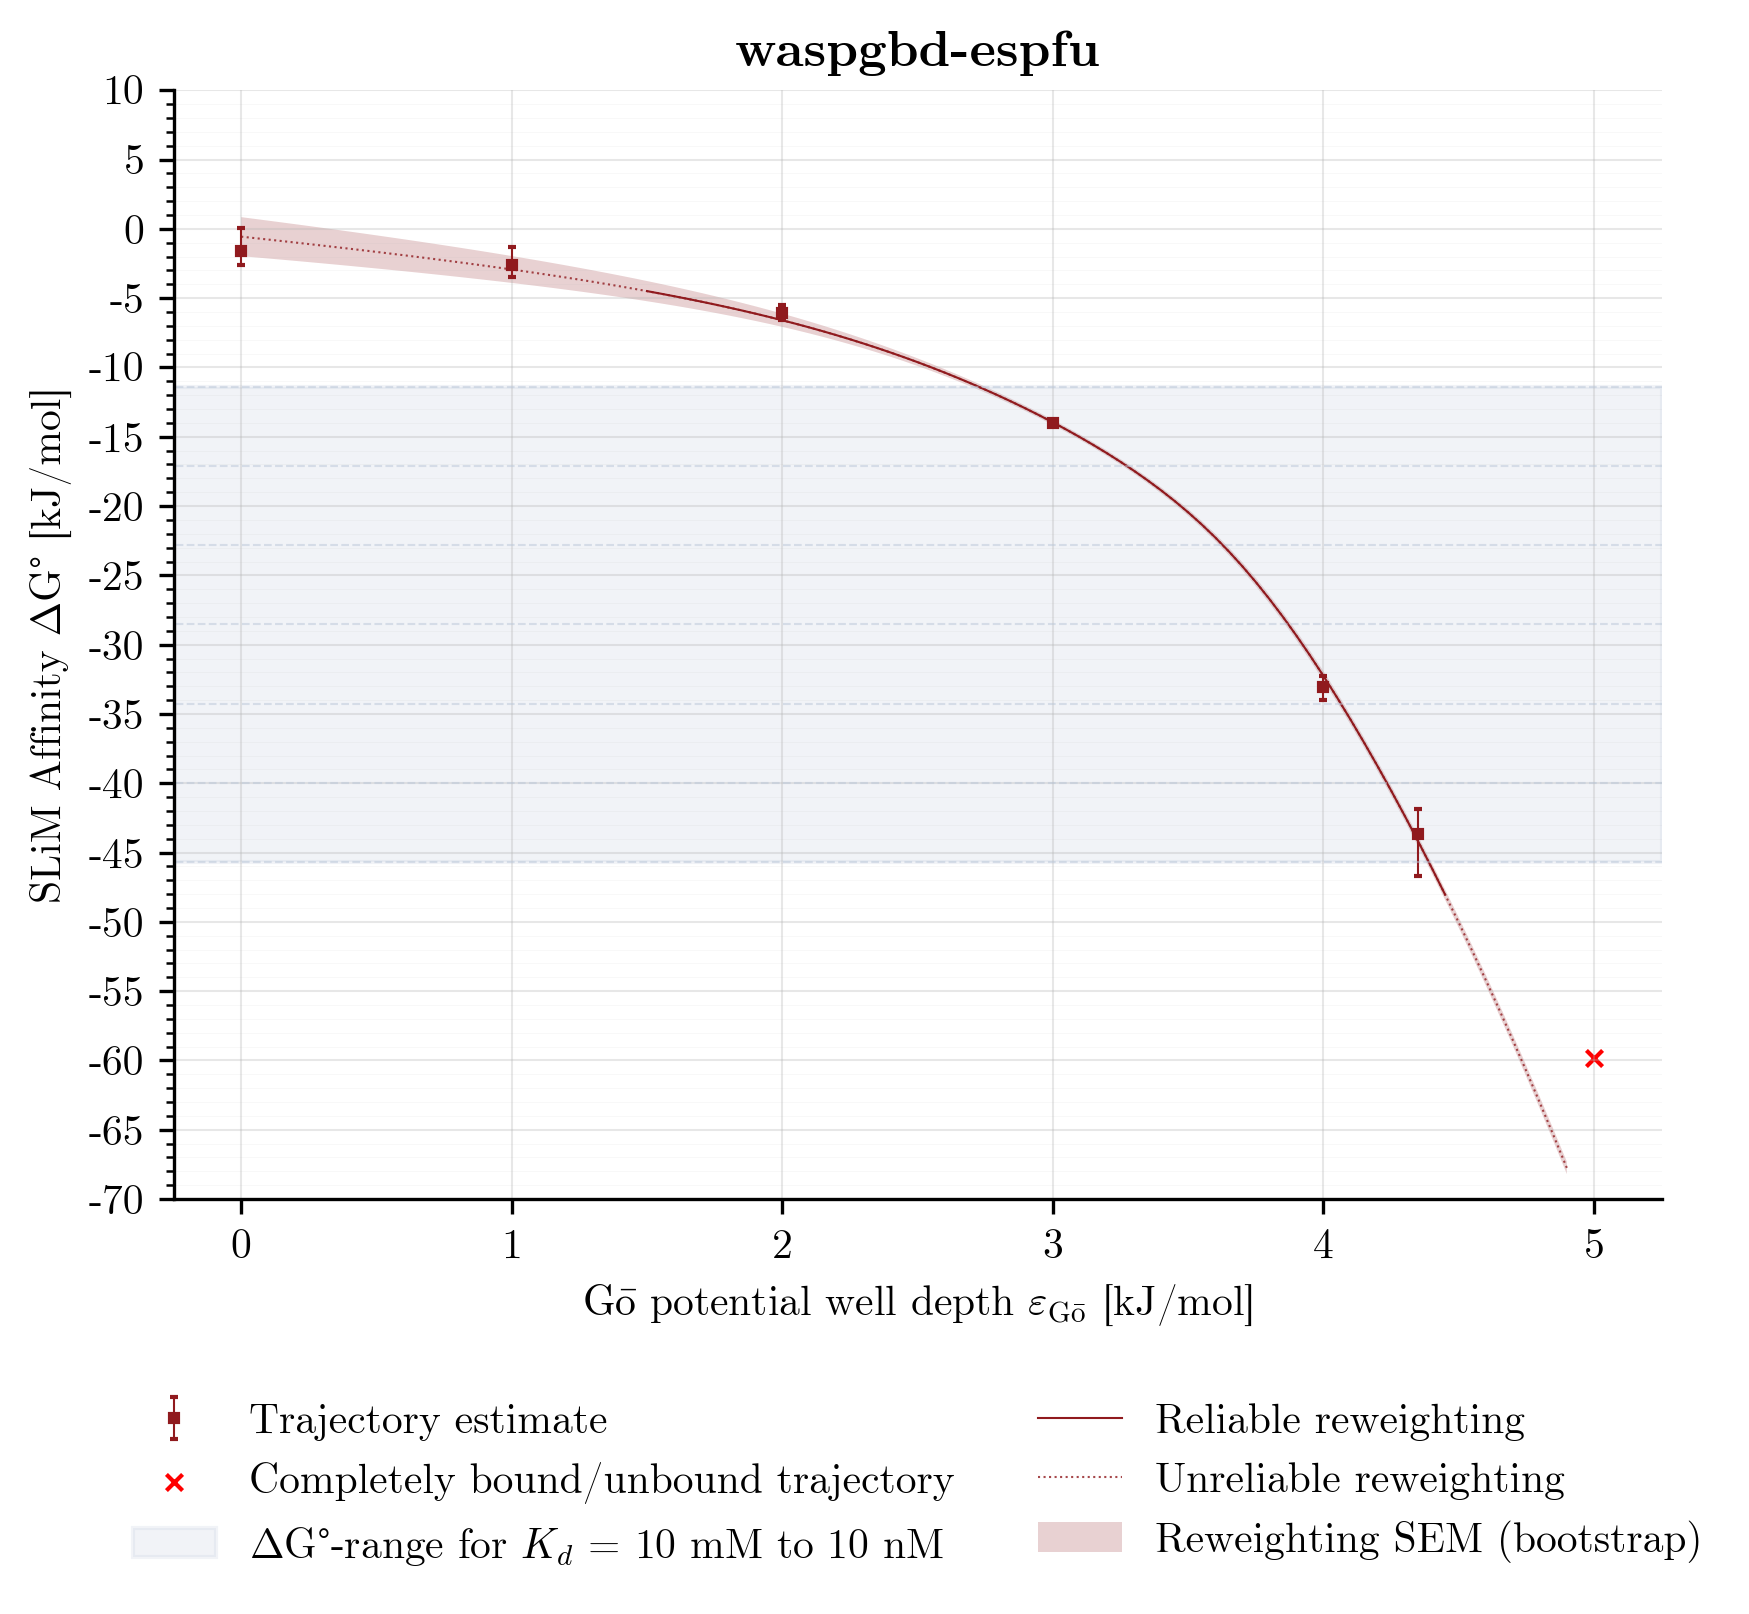 waspgbd-espfu
10
5
0
-5
-10
-15
-20
-25
-30
-35
-40
-45
-50
-55
-60
-65
-70
SLiM Affinity ΔG° [kJ/mol]
0 1 2 3 4 5
Gō potential well depth εGō [kJ/mol]
Trajectory estimate
Completely bound/unbound trajectory
ΔG°-range for Kd = 10 mM to 10 nM
Reliable reweighting
Unreliable reweighting
Reweighting SEM (bootstrap)